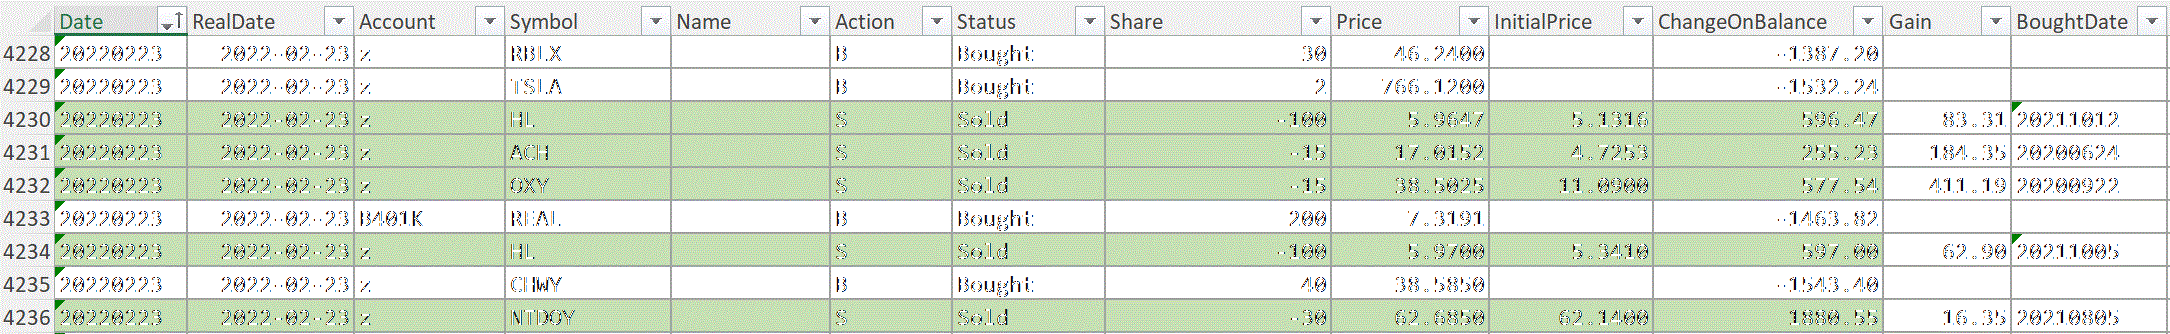 Date RealDate Account Symbol Name Action Status Share Price InitialPrice ChangeOnBalance Gain BoughtDate
4228 20220223 2022-02-23 z RBLX B Bought 30 46.2400 -1387.20
4229 20220223 2022-02-23 z TSLA B Bought 2 766.1200 -1532.24
4230 20220223 2022-02-23 z HL S Sold -100 5.9647 5.1316 596.47 83.31 20211012
4231 20220223 2022-02-23 z ACH S Sold -15 17.0152 4.7253 255.23 184.35 20200624
4232 20220223 2022-02-23 z OXY S Sold -15 38.5025 11.0900 577.54 411.19 20200922
4233 20220223 2022-02-23 B401K REAL B Bought 200 7.3191 -1463.82
4234 20220223 2022-02-23 z HL S Sold -100 5.9700 5.3410 597.00 62.90 20211005
4235 20220223 2022-02-23 z CHWY B Bought 40 38.5850 -1543.40
4236 20220223 2022-02-23 z NTDOY S Sold -30 62.6850 62.1400 1880.55 16.35 20210805